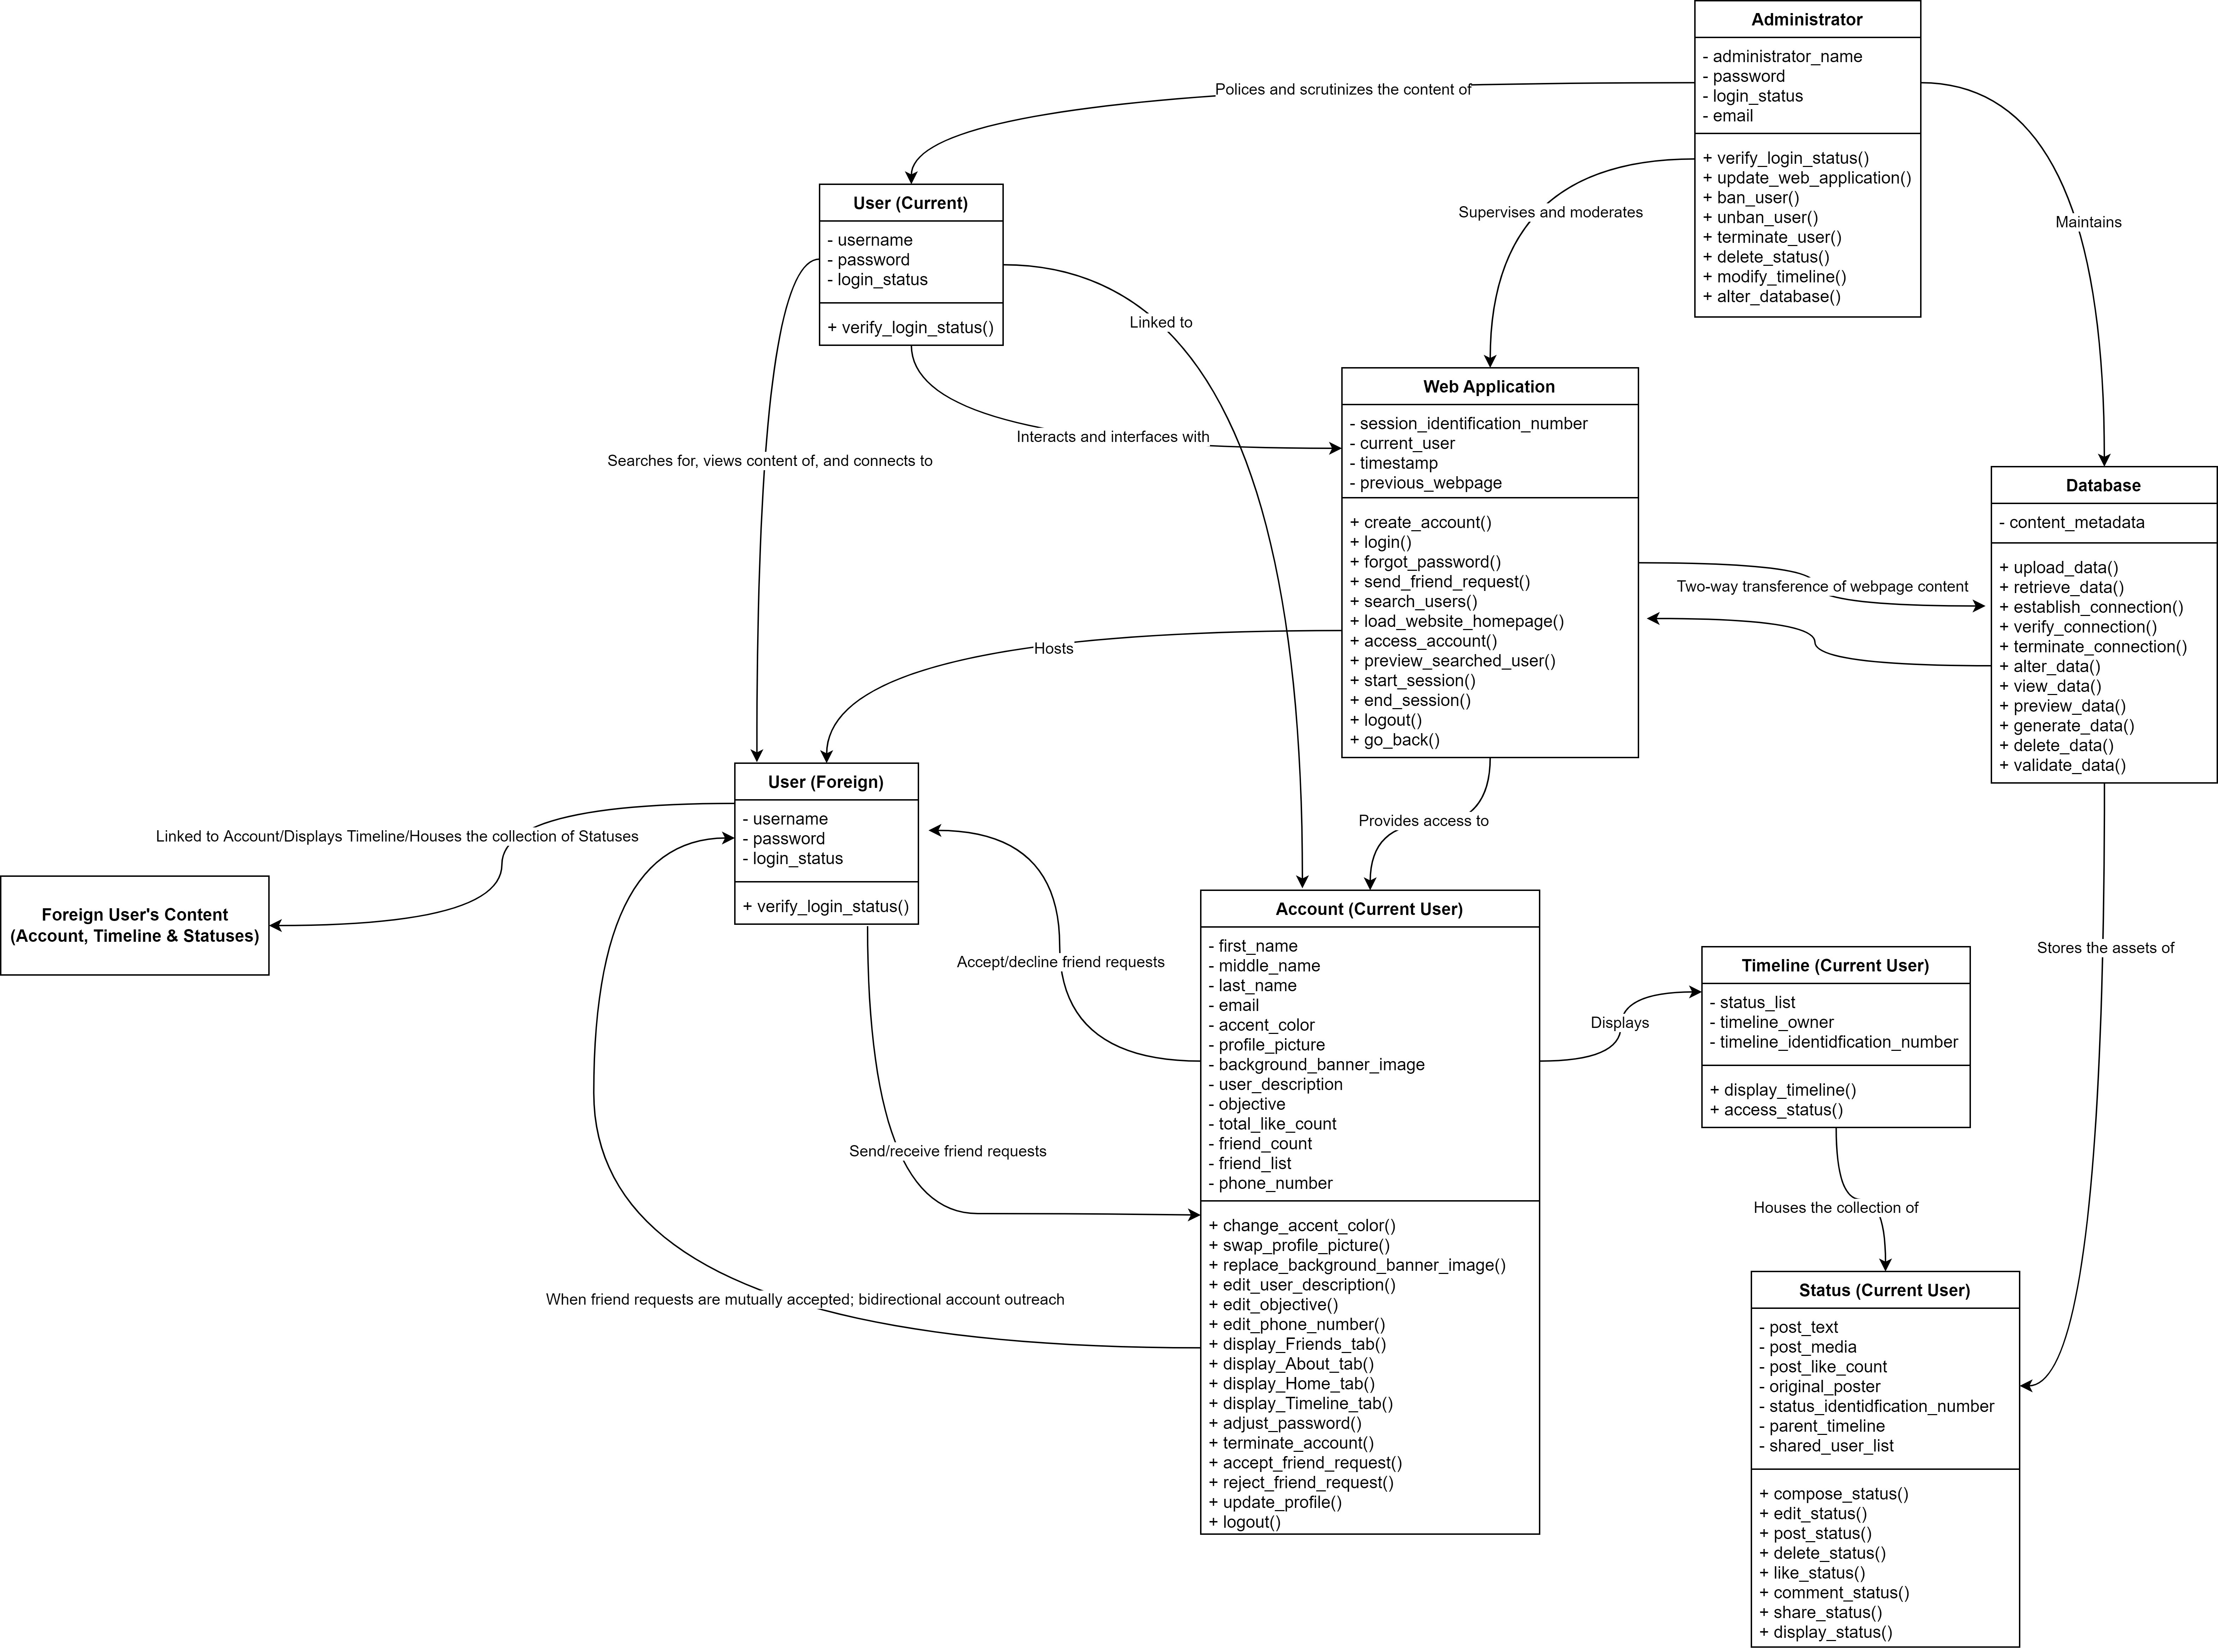 Administrator
- administrator_name
- password
- login_status
- email
+ verify_login_status()
+ update_web_application()
+ ban_user()
+ unban_user()
+ terminate_user()
+ delete_status()
+ modify_timeline()
+ alter_database()
Polices and scrutinizes the content of
Supervises and moderates
Maintains
User (Current)
- username
- password
- login_status
+ verify_login_status()
Linked to
Interacts and interfaces with
Searches for, views content of, and connects to
Web Application
- session_identification_number
- current_user
- timestamp
- previous_webpage
+ create_account()
+ login()
+ forgot_password()
+ send_friend_request()
+ search_users()
+ load_website_homepage()
+ access_account()
+ preview_searched_user()
+ start_session()
+ end_session()
+ logout()
+ go_back()
Two-way transference of webpage content
Database
- content_metadata
+ upload_data()
+ retrieve_data()
+ establish_connection()
+ verify_connection()
+ terminate_connection()
+ alter_data()
+ view_data()
+ preview_data()
+ generate_data()
+ delete_data()
+ validate_data()
Hosts
Provides access to
Stores the assets of
User (Foreign)
- username
- password
- login_status
+ verify_login_status()
Linked to Account/Displays Timeline/Houses the collection of Statuses
Foreign User's Content
(Account, Timeline & Statuses)
Accept/decline friend requests
Send/receive friend requests
When friend requests are mutually accepted; bidirectional account outreach
Account (Current User)
- first_name
- middle_name
- last_name
- email
- accent_color
- profile_picture
- background_banner_image
- user_description
- objective
- total_like_count
- friend_count
- friend_list
- phone_number
+ change_accent_color()
+ swap_profile_picture()
+ replace_background_banner_image()
+ edit_user_description()
+ edit_objective()
+ edit_phone_number()
+ display_Friends_tab()
+ display_About_tab()
+ display_Home_tab()
+ display_Timeline_tab()
+ adjust_password()
+ terminate_account()
+ accept_friend_request()
+ reject_friend_request()
+ update_profile()
+ logout()
Displays
Timeline (Current User)
- status_list
- timeline_owner
- timeline_identidfication_number
+ display_timeline()
+ access_status()
Houses the collection of
Status (Current User)
- post_text
- post_media
- post_like_count
- original_poster
- status_identidfication_number
- parent_timeline
- shared_user_list
+ compose_status()
+ edit_status()
+ post_status()
+ delete_status()
+ like_status()
+ comment_status()
+ share_status()
+ display_status()